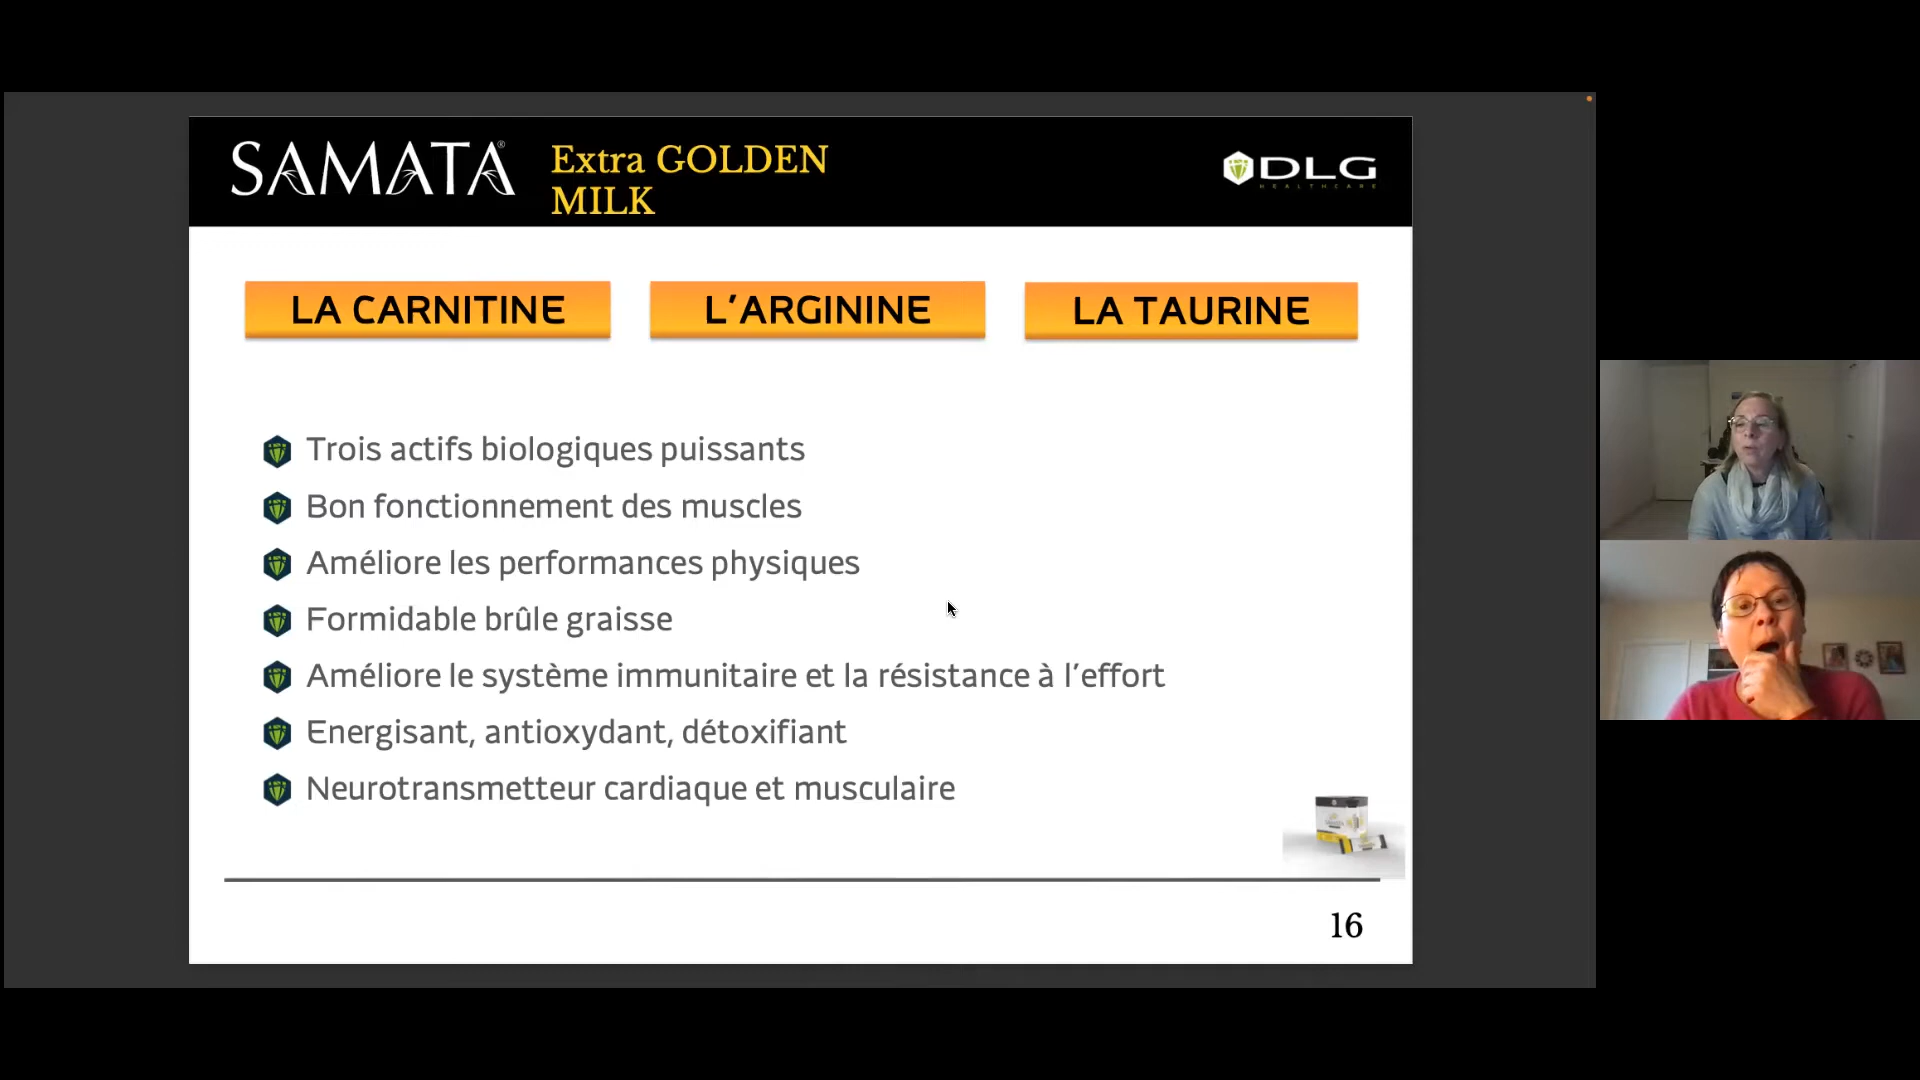 SAMATA®
Extra GOLDEN
MILK
DLG
HEALTHCARE
LA CARNITINE
L’ARGININE
LA TAURINE
Trois actifs biologiques puissants
Bon fonctionnement des muscles
Améliore les performances physiques
Formidable brûle graisse
Améliore le système immunitaire et la résistance à l’effort
Energisant, antioxydant, détoxifiant
Neurotransmetteur cardiaque et musculaire
16